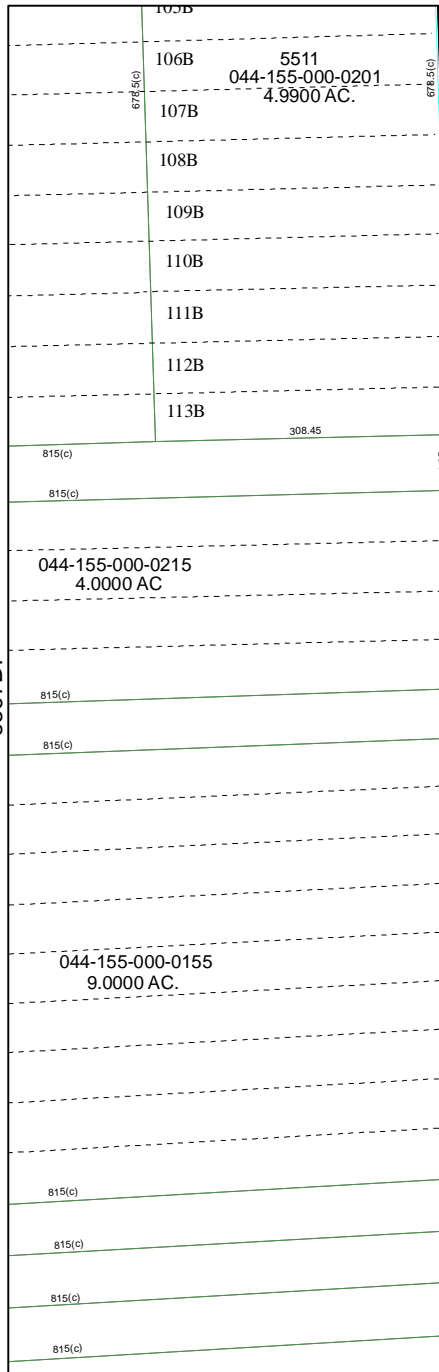 105B
106B
5511
044-155-000-0201
4.9900 AC.
678.5(c)
678.5(c)
107B
108B
109B
110B
111B
112B
113B
308.45
815(c)
815(c)
044-155-000-0215
4.0000 AC
815(c)
815(c)
044-155-000-0155
9.0000 AC.
815(c)
815(c)
815(c)
815(c)